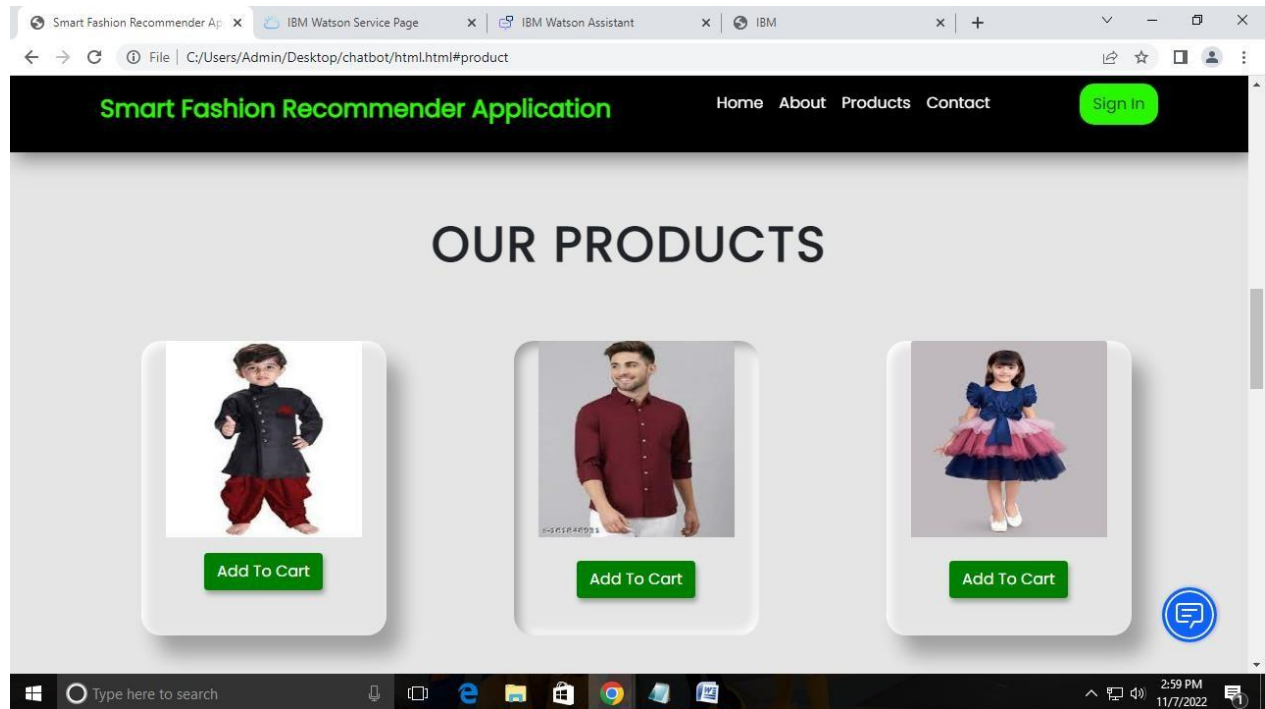 Smart Fashion Recommender Ap
IBM Watson Service Page
IBM Watson Assistant
IBM
File | C:/Users/Admin/Desktop/chatbot/html.html#product
Smart Fashion Recommender Application
Home About Products Contact
Sign In
OUR PRODUCTS
Add To Cart
Add To Cart
Add To Cart
Type here to search
2:59 PM
11/7/2022
1